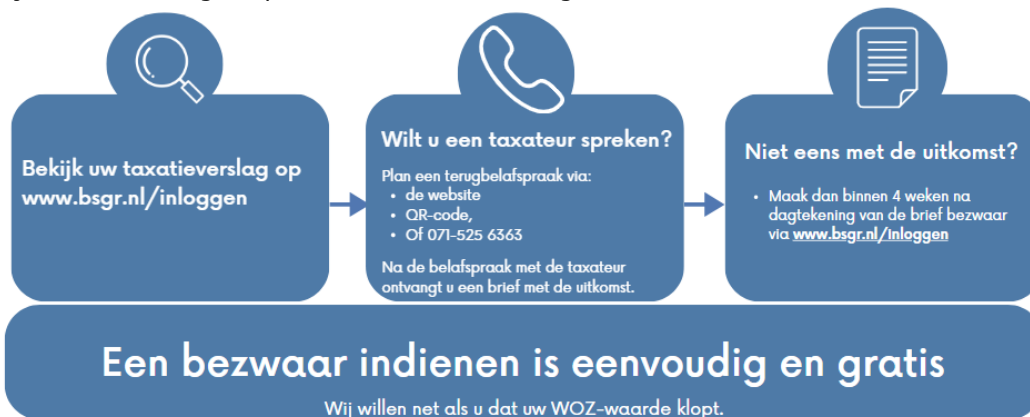 Bekijk uw taxatieverslag op
www.bsgr.nl/inloggen
Wilt u een taxateur spreken?
Plan een terugbelafspraak via:
• de website
• QR-code,
• Of 071-525 6363
Na de belafspraak met de taxateur
ontvangt u een brief met de uitkomst.
Niet eens met de uitkomst?
• Maak dan binnen 4 weken na
dagtekening van de brief bezwaar
via www.bsgr.nl/inloggen
Een bezwaar indienen is eenvoudig en gratis
Wij willen net als u dat uw WOZ-waarde klopt.